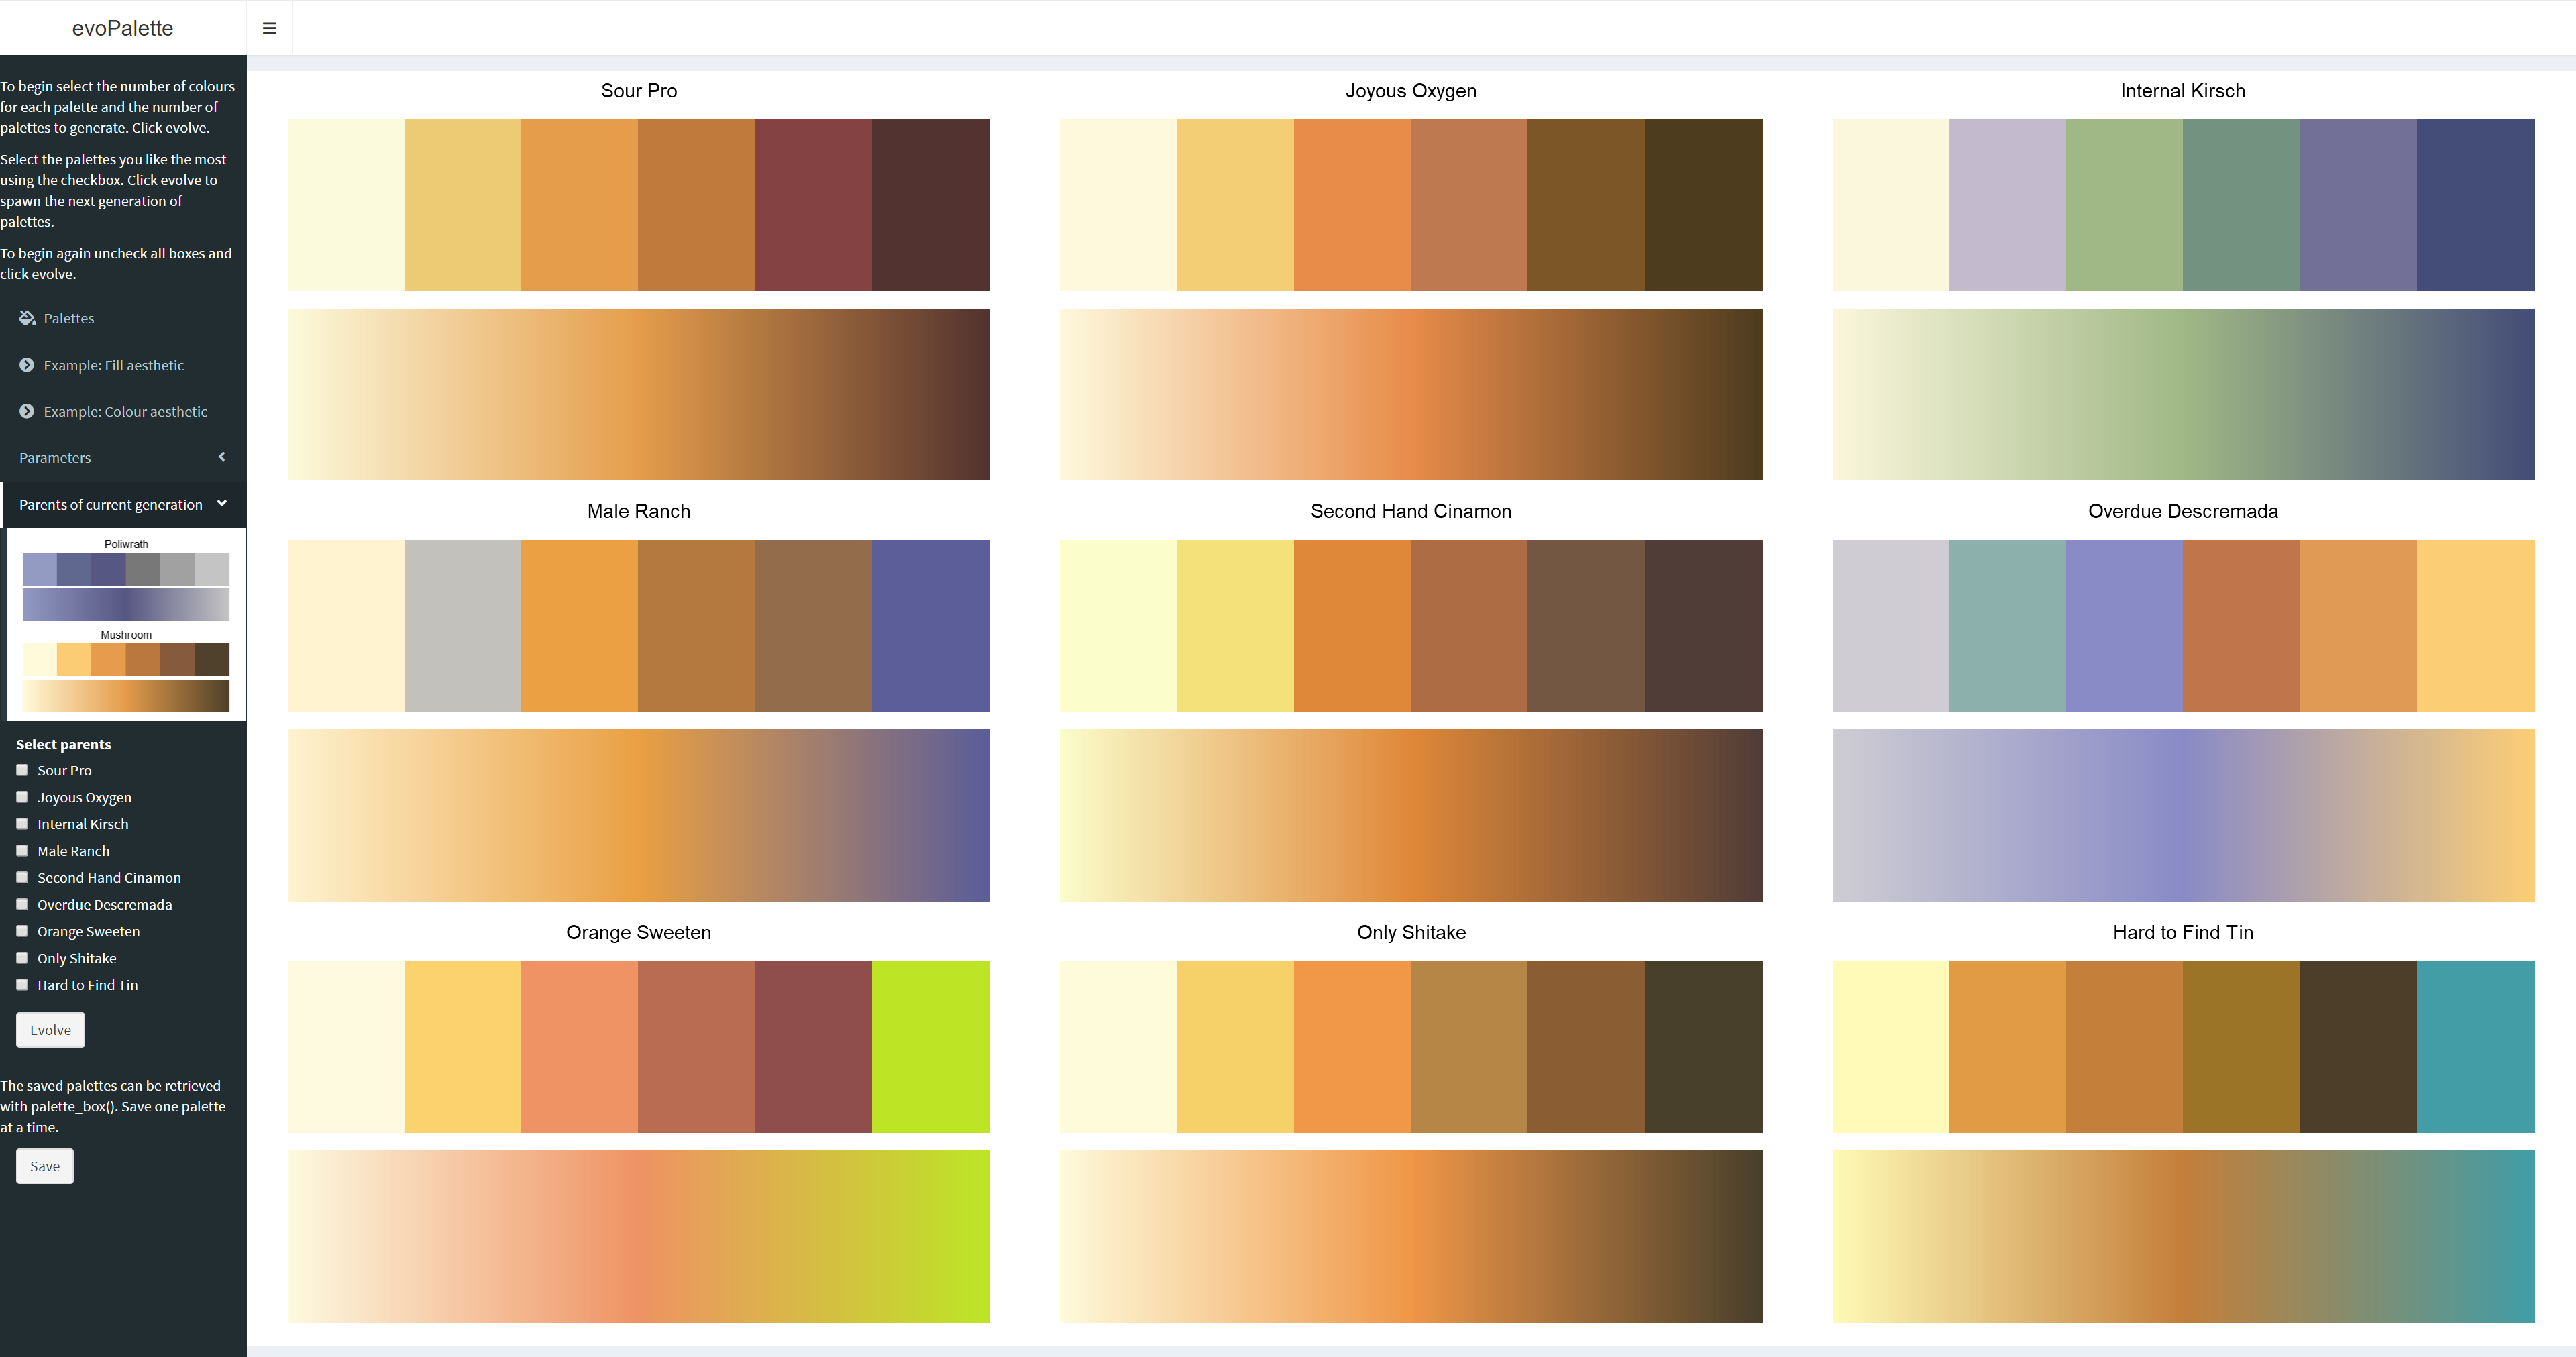 evoPalette
To begin select the number of colours
for each palette and the number of
palettes to generate. Click evolve.
Select the palettes you like the most
using the checkbox. Click evolve to
spawn the next generation of
palettes.
To begin again uncheck all boxes and
click evolve.
Palettes
Example: Fill aesthetic
Example: Colour aesthetic
Parameters
Parents of current generation
Poliwrath
Mushroom
Select parents
Sour Pro
Joyous Oxygen
Internal Kirsch
Male Ranch
Second Hand Cinamon
Overdue Descremada
Orange Sweeten
Only Shitake
Hard to Find Tin
Evolve
The saved palettes can be retrieved
with palette_box(). Save one palette
at a time.
Save
Sour Pro
Joyous Oxygen
Internal Kirsch
Male Ranch
Second Hand Cinamon
Overdue Descremada
Orange Sweeten
Only Shitake
Hard to Find Tin